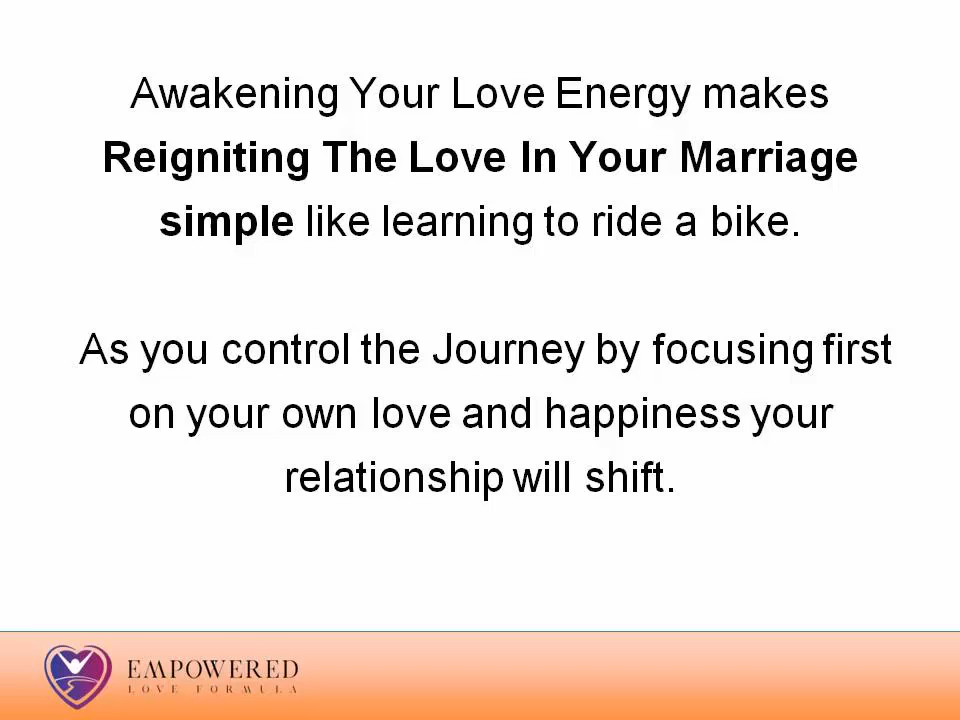 Awakening Your Love Energy makes
Reigniting The Love In Your Marriage
simple like learning to ride a bike.
As you control the Journey by focusing first
on your own love and happiness your
relationship will shift.
EMPOWERED
LOVE FORMULA